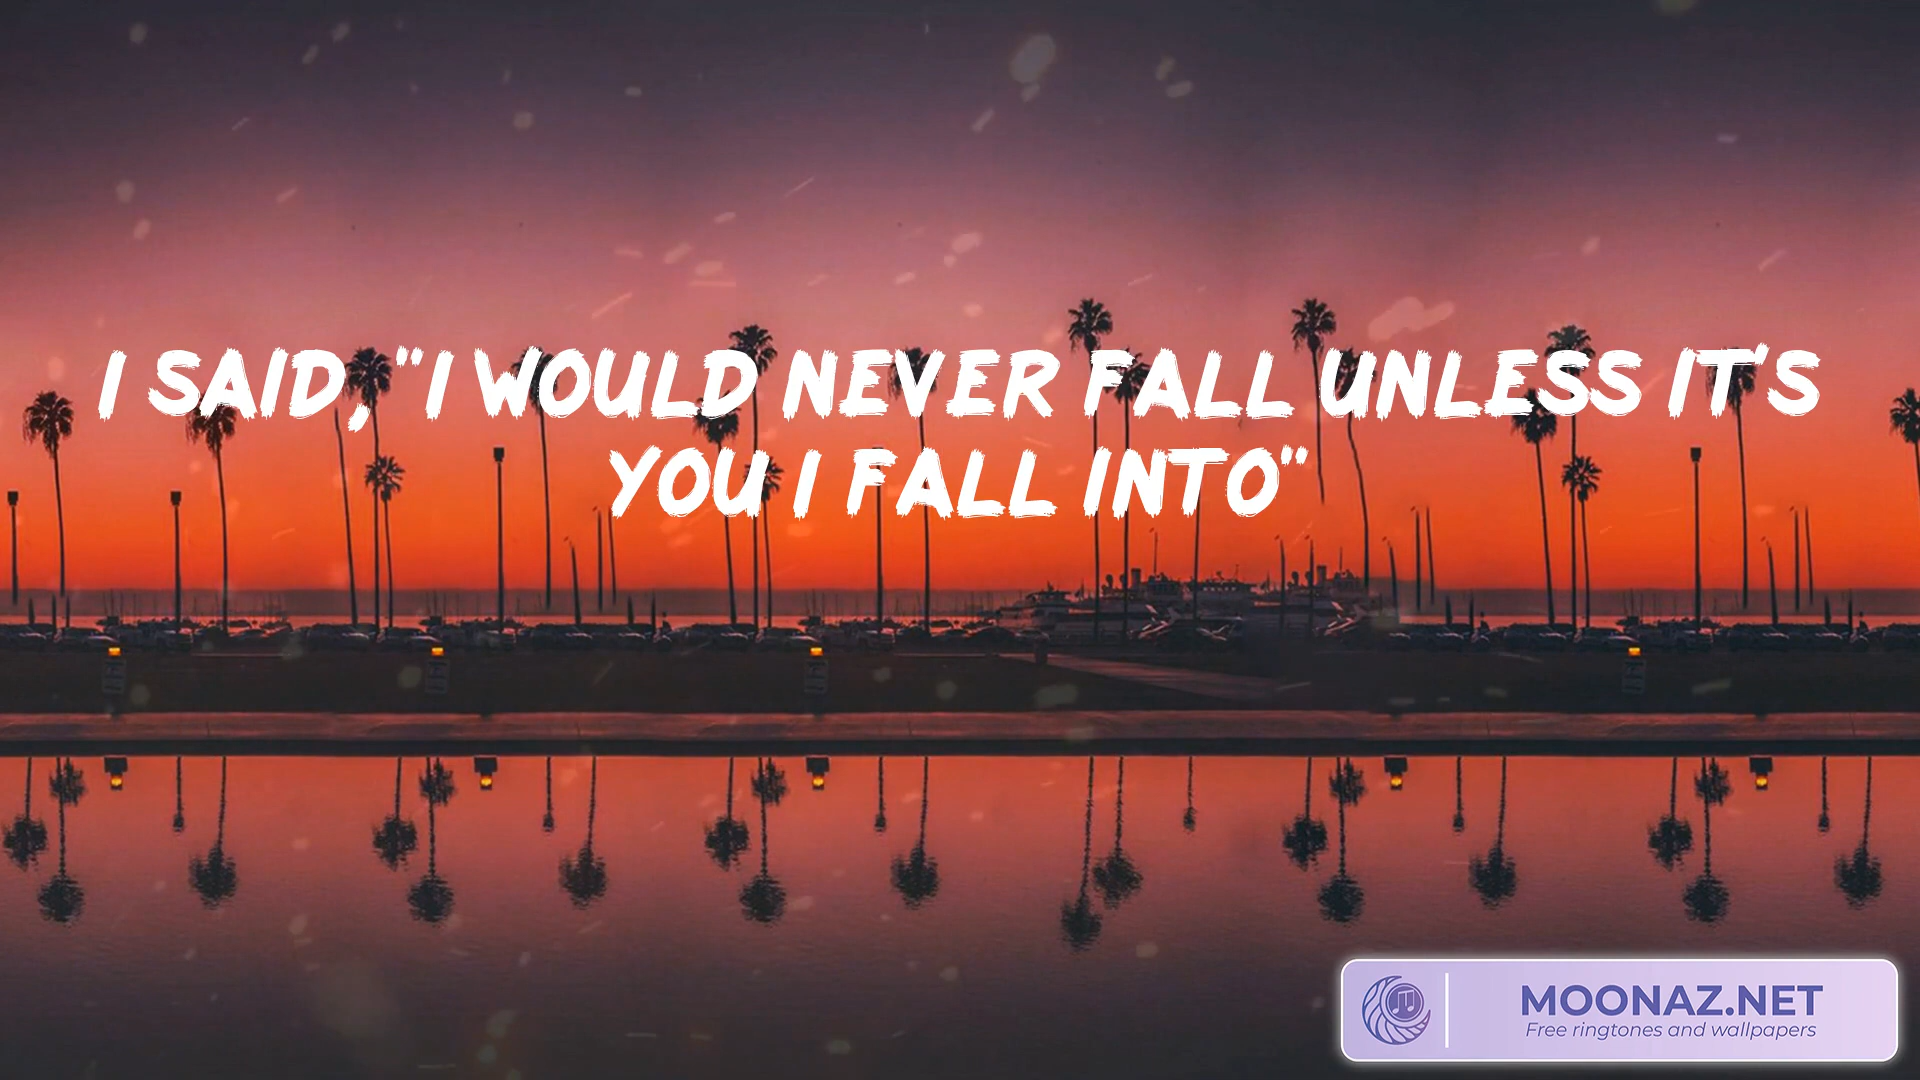 I SAID, "I WOULD NEVER FALL UNLESS IT'S
YOU I FALL INTO"
MOONAZ.NET
Free ringtones and wallpapers